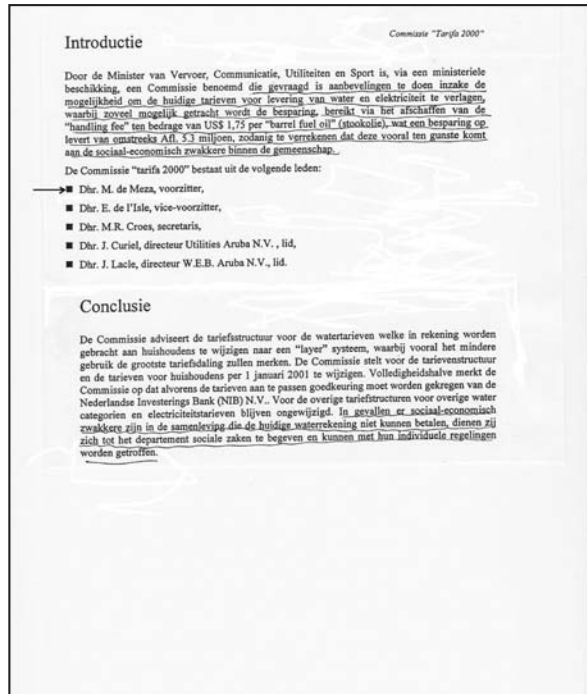 Commissie "Tarifa 2000"
Introductie
Door de Minister van Vervoer, Communicatie, Utiliteiten en Sport is, via een ministeriele
beschikking, een Commissie benoemd die gevraagd is aanbevelingen te doen inzake de
mogelijkheid om de huidige tarieven voor levering van water en elektriciteit te verlagen,
waarbij zoveel mogelijk getracht wordt de besparing, bereikt via het afschaffen van de
"handling fee" ten bedrage van US$ 1,75 per "barrel fuel oil" (stookolie), wat een besparing op
levert van omstreeks Afl. 5.3 miljoen, zodanig te verrekenen dat deze vooral ten gunste komt
aan de sociaal-economisch zwakkere binnen de gemeenschap.
De Commissie "tarifa 2000" bestaat uit de volgende leden:
■ Dhr. M. de Meza, voorzitter,
■ Dhr. E. de l'Isle, vice-voorzitter,
■ Dhr. M.R. Croes, secretaris,
■ Dhr. J. Curiel, directeur Utilities Aruba N.V. , lid,
■ Dhr. J. Lacle, directeur W.E.B. Aruba N.V., lid.
Conclusie
De Commissie adviseert de tariefsstructuur voor de watertarieven welke in rekening worden
gebracht aan huishoudens te wijzigen naar een "layer" systeem, waarbij vooral het mindere
gebruik de grootste tariefsdaling zullen merken. De Commissie stelt voor de tarievenstructuur
en de tarieven voor huishoudens per 1 januari 2001 te wijzigen. Volledigheidshalve merkt de
Commissie op dat alvorens de tarieven aan te passen goedkeuring moet worden gekregen van de
Nederlandse Investerings Bank (NIB) N.V.. Voor de overige tariefstructuren voor overige water
categorien en electriciteitstarieven blijven ongewijzigd. In gevallen er sociaal-economisch
zwakkere zijn in de samenleving die de huidige waterrekening niet kunnen betalen, dienen zij
zich tot het departement sociale zaken te begeven en kunnen met hun individuele regelingen
worden getroffen.